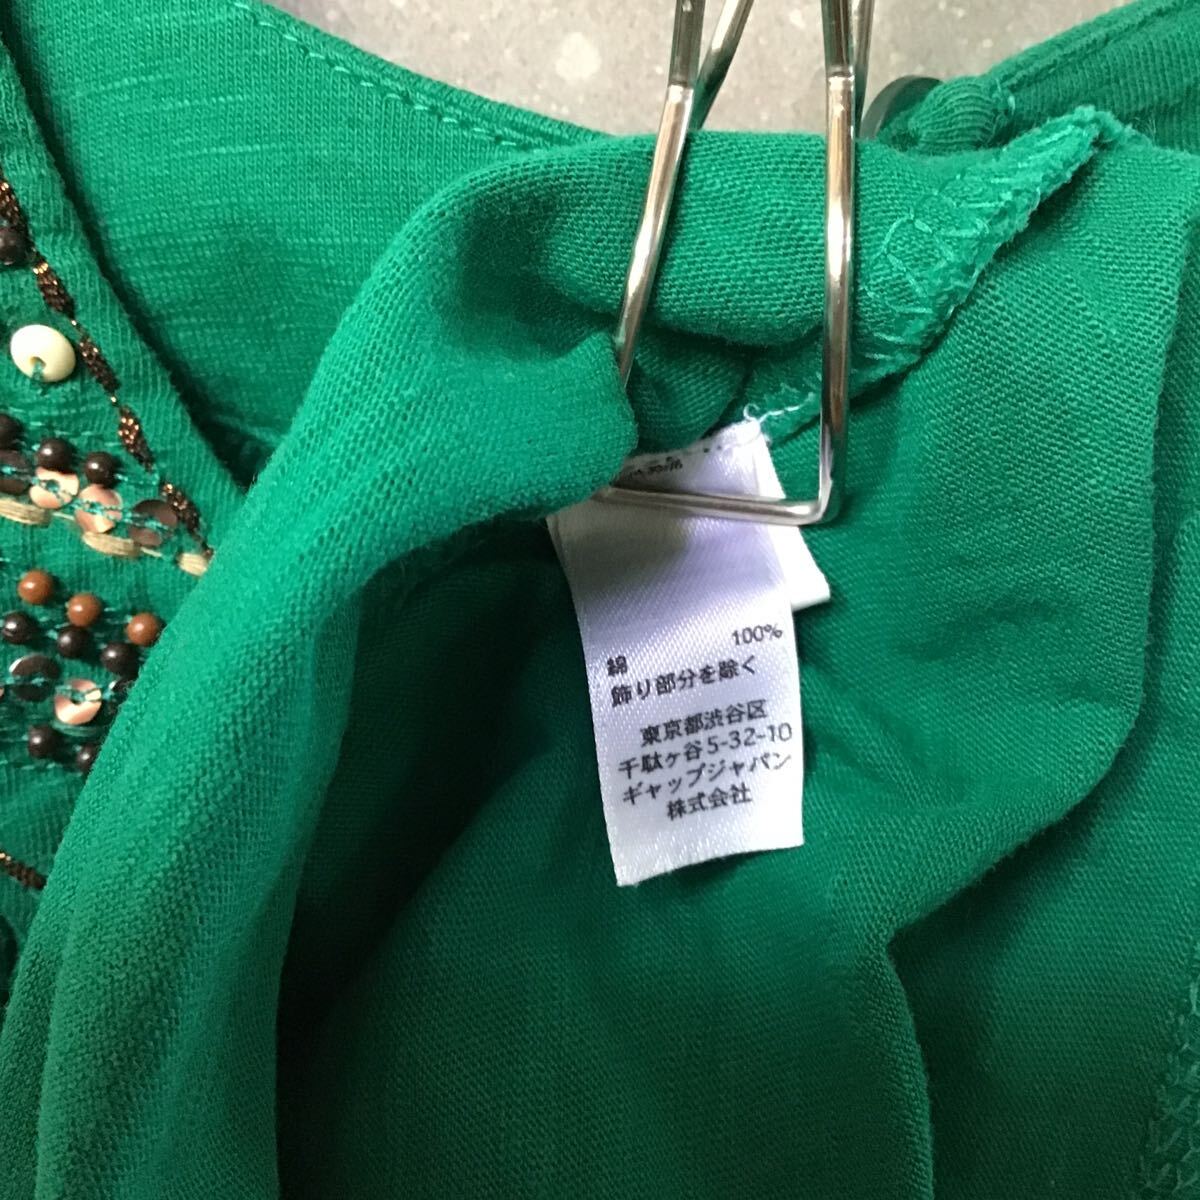 綿 100%
飾り部分を除く
東京都渋谷区
千駄ヶ谷5-32-10
ギャップジャパン
株式会社